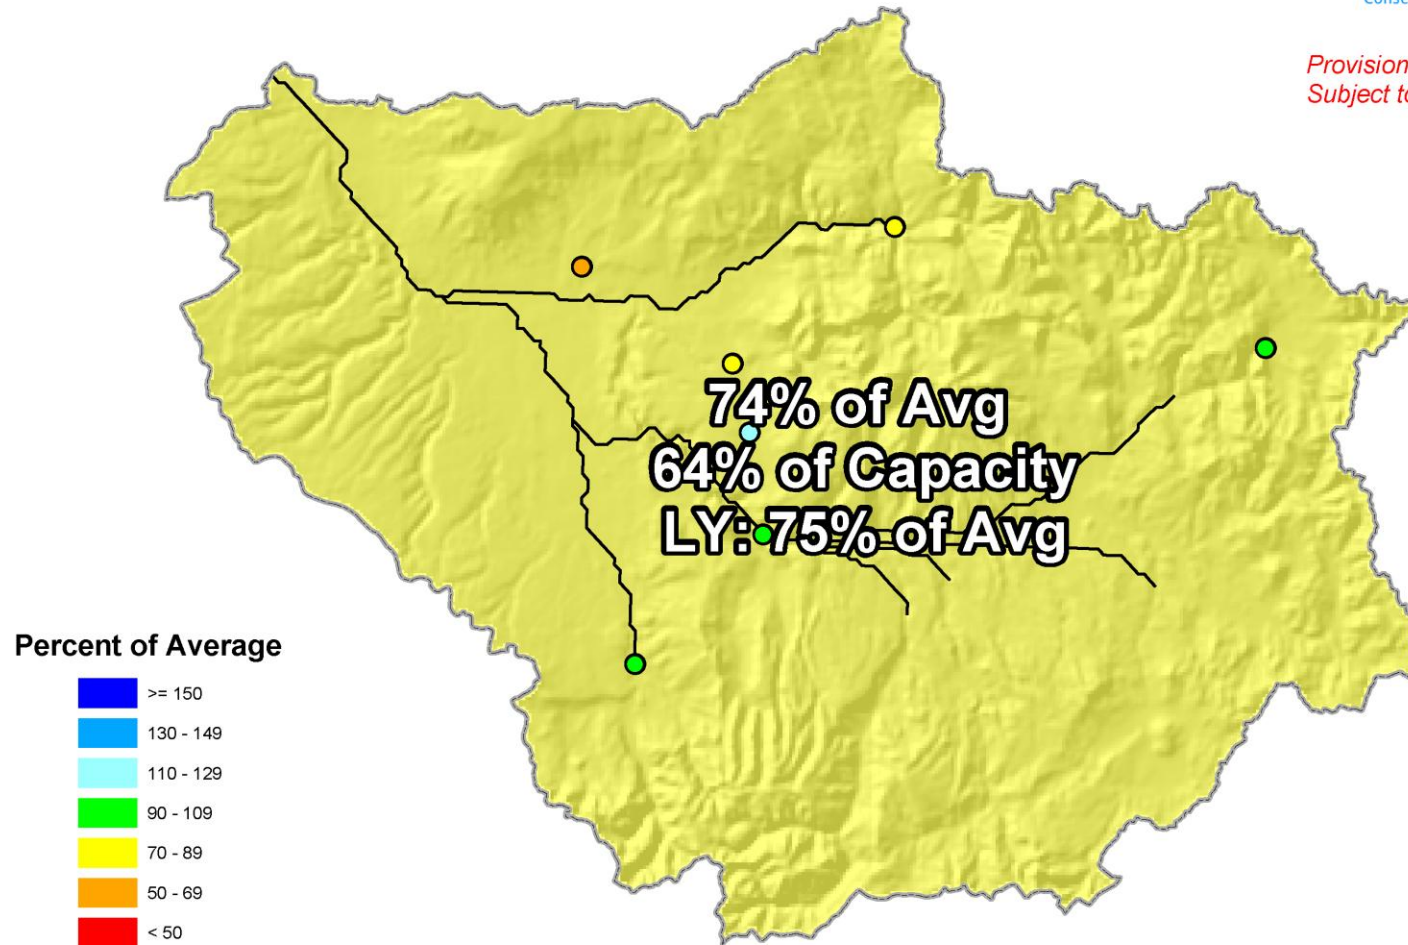 Provision
Subject to
74% of Avg
64% of Capacity
LY: 75% of Avg
Percent of Average
>= 150
130 - 149
110 - 129
90 - 109
70 - 89
50 - 69
< 50